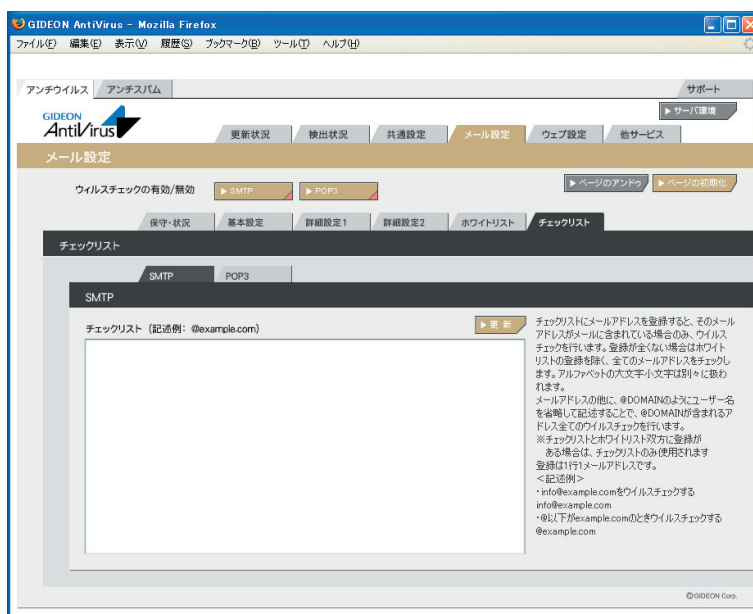 GIDEON AntiVirus - Mozilla Firefox
ファイル(F) 編集(E) 表示(V) 履歴(S) ブックマーク(B) ツール(T) ヘルプ(H)
アンチウイルス アンチスパム サポート
GIDEON
AntiVirus
サーバ環境
更新状況 検出状況 共通設定 メール設定 ウェブ設定 他サービス
メール設定
ウィルスチェックの有効/無効 SMTP POP3 ページのアンドゥ ページの初期化
保守・状況 基本設定 詳細設定1 詳細設定2 ホワイトリスト チェックリスト
チェックリスト
SMTP POP3
SMTP
チェックリスト (記述例: @example.com) 更 新
チェックリストにメールアドレスを登録すると、そのメール
アドレスがメールに含まれている場合のみ、ウイルス
チェックを行います。登録が全くない場合はホワイト
リストの登録を除く、全てのメールアドレスをチェックし
ます。アルファベットの大文字小文字は別々に扱わ
れます。
メールアドレスの他に、@DOMAINのようにユーザー名
を省略して記述することで、@DOMAINが含まれるア
ドレス全てのウイルスチェックを行います。
※チェックリストとホワイトリスト双方に登録が
ある場合は、チェックリストのみ使用されます
登録は1行1メールアドレスです。
<記述例>
・info@example.comをウイルスチェックする
info@example.com
・@以下がexample.comのときウイルスチェックする
@example.com
©GIDEON Corp.